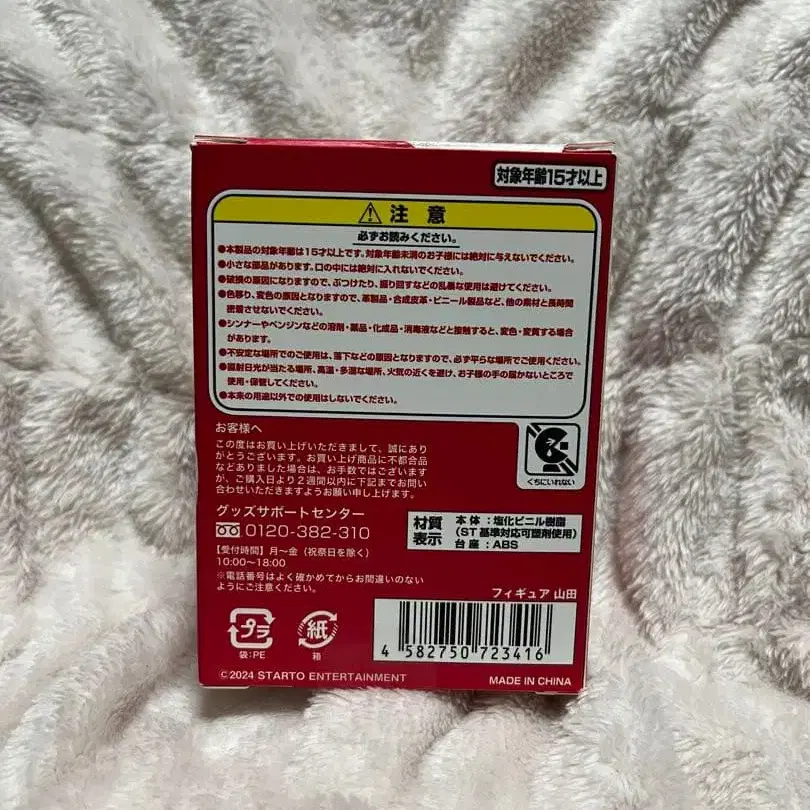 対象年齢15才以上
⚠注意
必ずお読みください。
●本製品の対象年齢は15才以上です。対象年齢未満のお子様には絶対に与えないでください。
●小さな部品があります。口の中には絶対に入れないでください。
●破損の原因になりますので、ぶつけたり、振り回すなどの乱暴な使用は避けてください。
●色移り、変色の原因となりますので、革製品・合成皮革・ビニール製品など、他の素材と長時間
密着させないでください。
●シンナーやベンジンなどの溶剤・薬品・化成品・消毒液などと接触すると、変色・変質する場合
があります。
●不安定な場所でのご使用は、落下などの原因となりますので、必ず平らな場所でご使用ください。
●直射日光が当たる場所、高温・多湿な場所、火気の近くを避け、お子様の手の届かないところで
使用・保管してください。
●本来の用途以外での使用はしないでください。
お客様へ
この度はお買い上げいただきまして、誠にあり
がとうございます。お買い上げ商品に不都合品
などありました場合は、お手数ではございます
が、ご購入日より2週間以内に下記までお問い
合わせいただきますようお願い申し上げます。
くちにいれない
グッズサポートセンター
0120-382-310
【受付時間】月〜金(祝祭日を除く)
10:00〜18:00
※電話番号はよく確かめてからお間違いのない
ようにご注意ください。
材質
表示
本体:塩化ビニル樹脂
(ST基準対応可塑剤使用)
台座:ABS
フィギュア 山田
プラ
袋:PE
紙
箱
4 582750 723416
©2024 STARTO ENTERTAINMENT
MADE IN CHINA